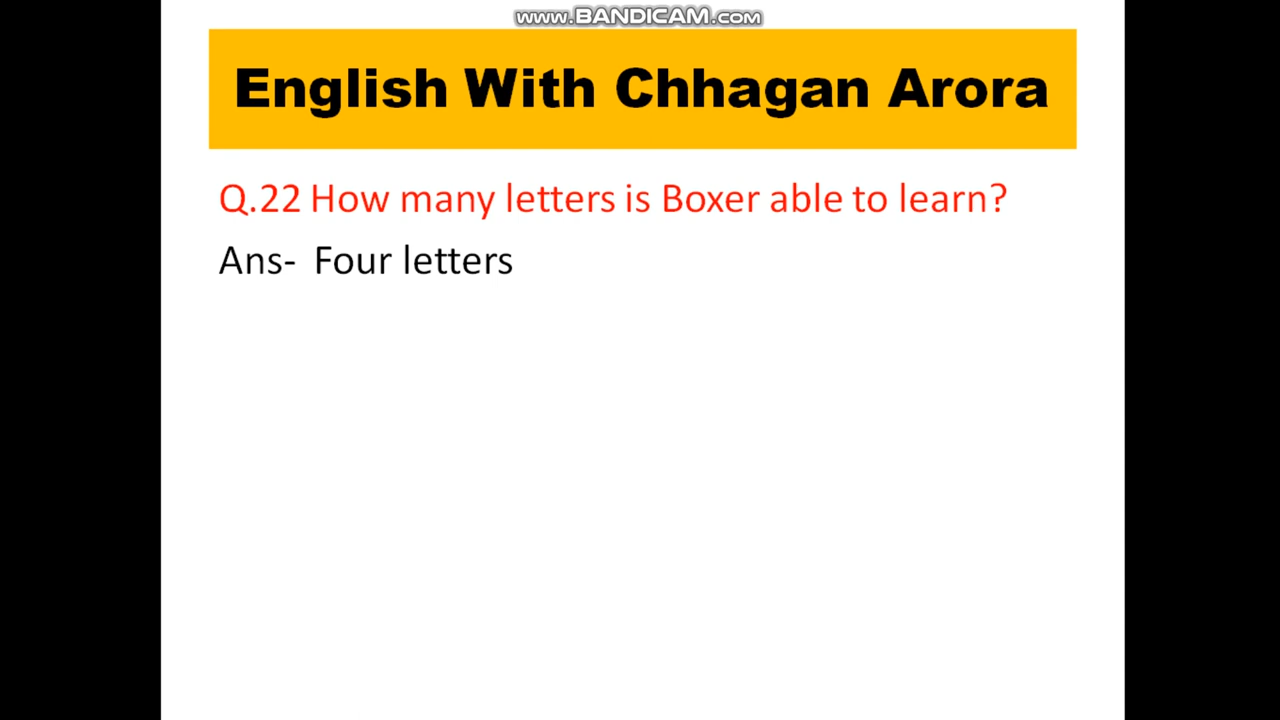 www.BANDICAM.com
English With Chhagan Arora
Q.22 How many letters is Boxer able to learn?
Ans- Four letters